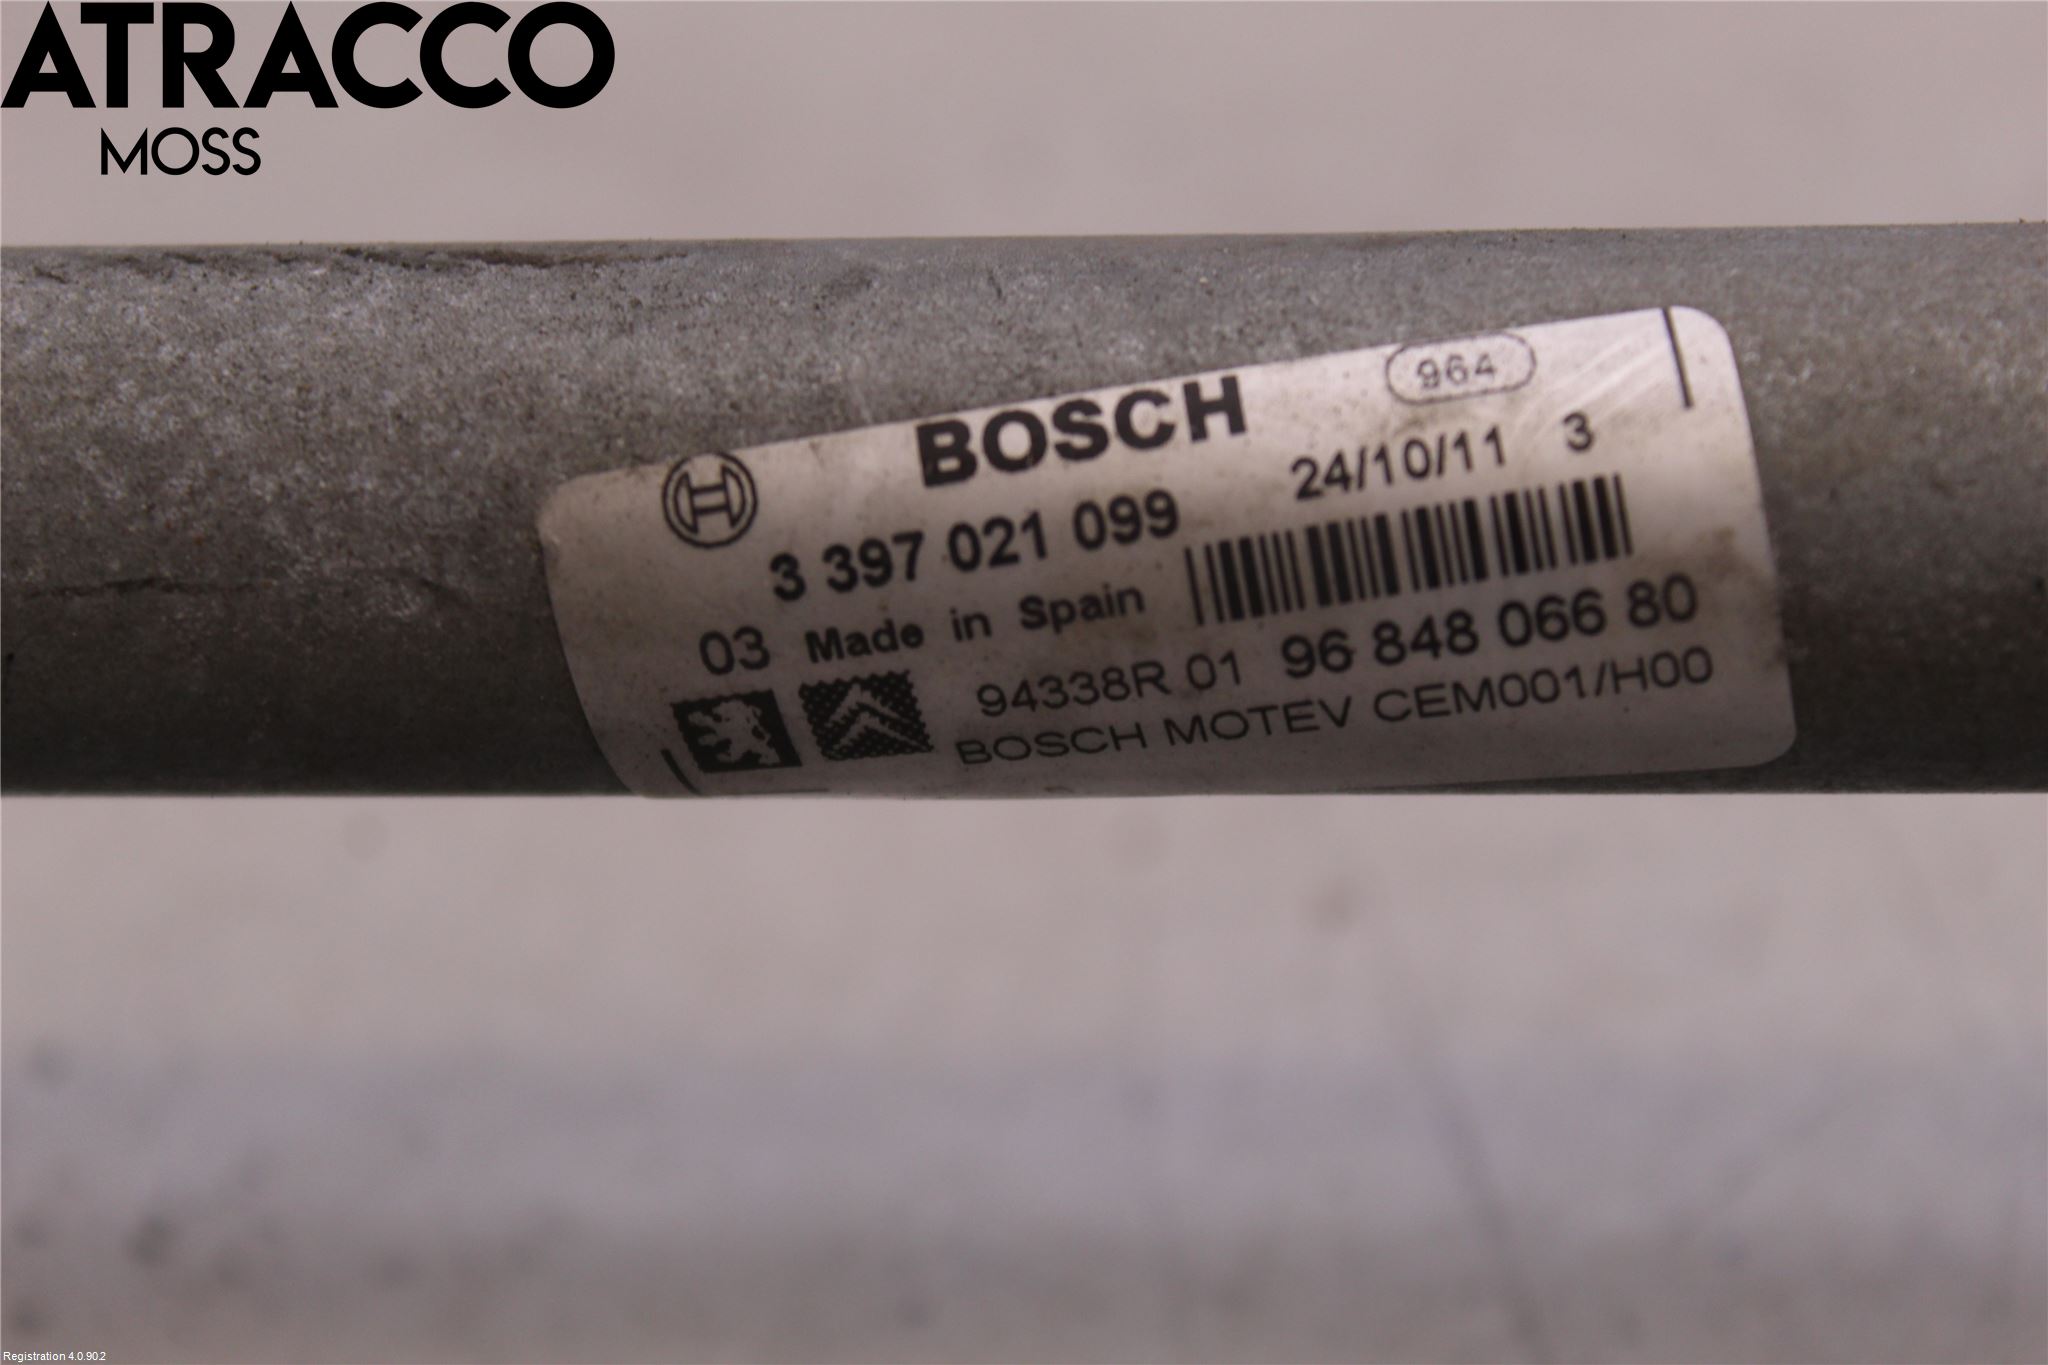 ATRACCO
MOSS
964
BOSCH
24/10/11 3
3 397 021 099
03 Made in Spain
94338R 01 96 848 066 80
BOSCH MOTEV CEM001/H00
Registration 4.0.90.2